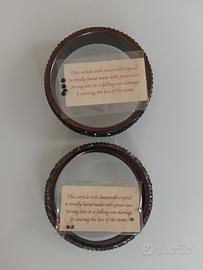 This article with Swarovski crystal
is totally hand made with great care.
Strong hits or a falling can damage
it causing the loss of the stone.
This article with Swarovski crystal
is totally hand made with great care.
Strong hits or a falling can damage
it causing the loss of the stone.
subito.it